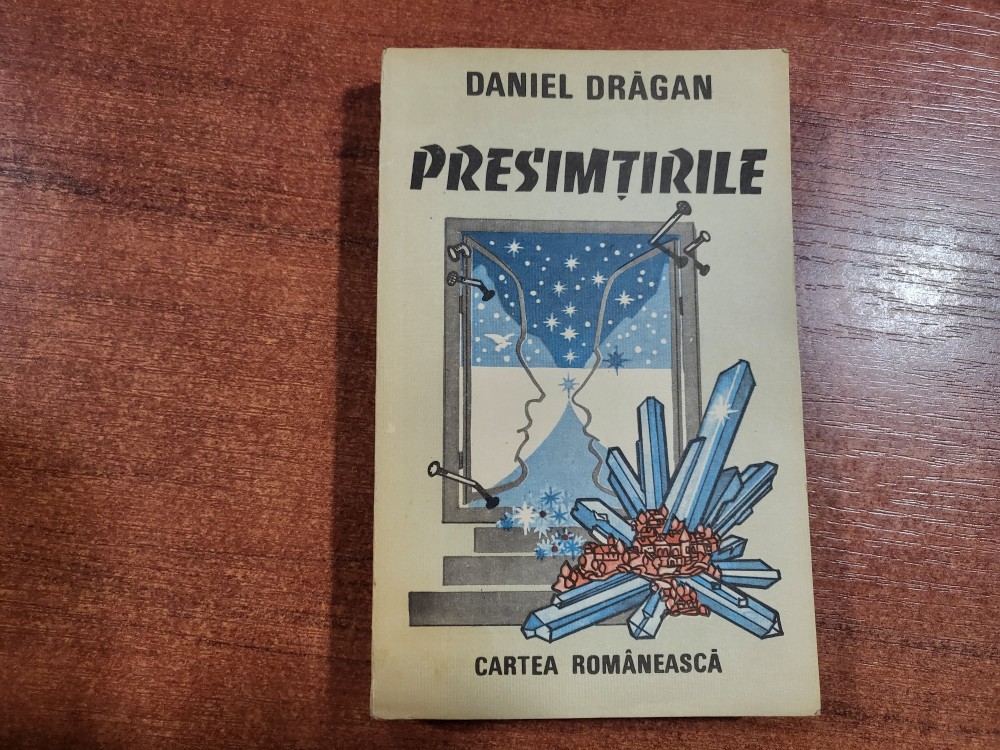 DANIEL DRĂGAN
PRESIMȚIRILE
CARTEA ROMÂNEASCĂ